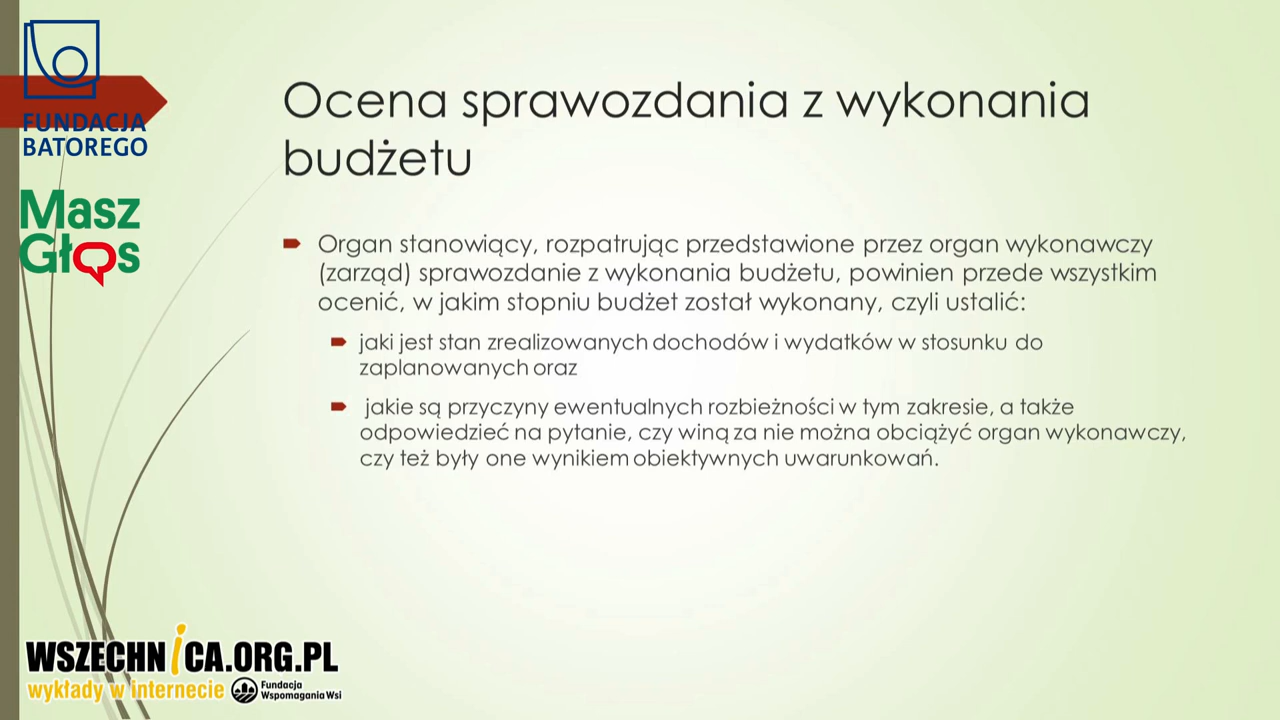 FUNDACJA
BATOREGO
Masz
Głos
Ocena sprawozdania z wykonania
budżetu
Organ stanowiący, rozpatrując przedstawione przez organ wykonawczy
(zarząd) sprawozdanie z wykonania budżetu, powinien przede wszystkim
ocenić, w jakim stopniu budżet został wykonany, czyli ustalić:
jaki jest stan zrealizowanych dochodów i wydatków w stosunku do
zaplanowanych oraz
jakie są przyczyny ewentualnych rozbieżności w tym zakresie, a także
odpowiedzieć na pytanie, czy winą za nie można obciążyć organ wykonawczy,
czy też były one wynikiem obiektywnych uwarunkowań.
WSZECHNiCA.ORG.PL
wykłady w internecie
Fundacja
Wspomagania Wsi